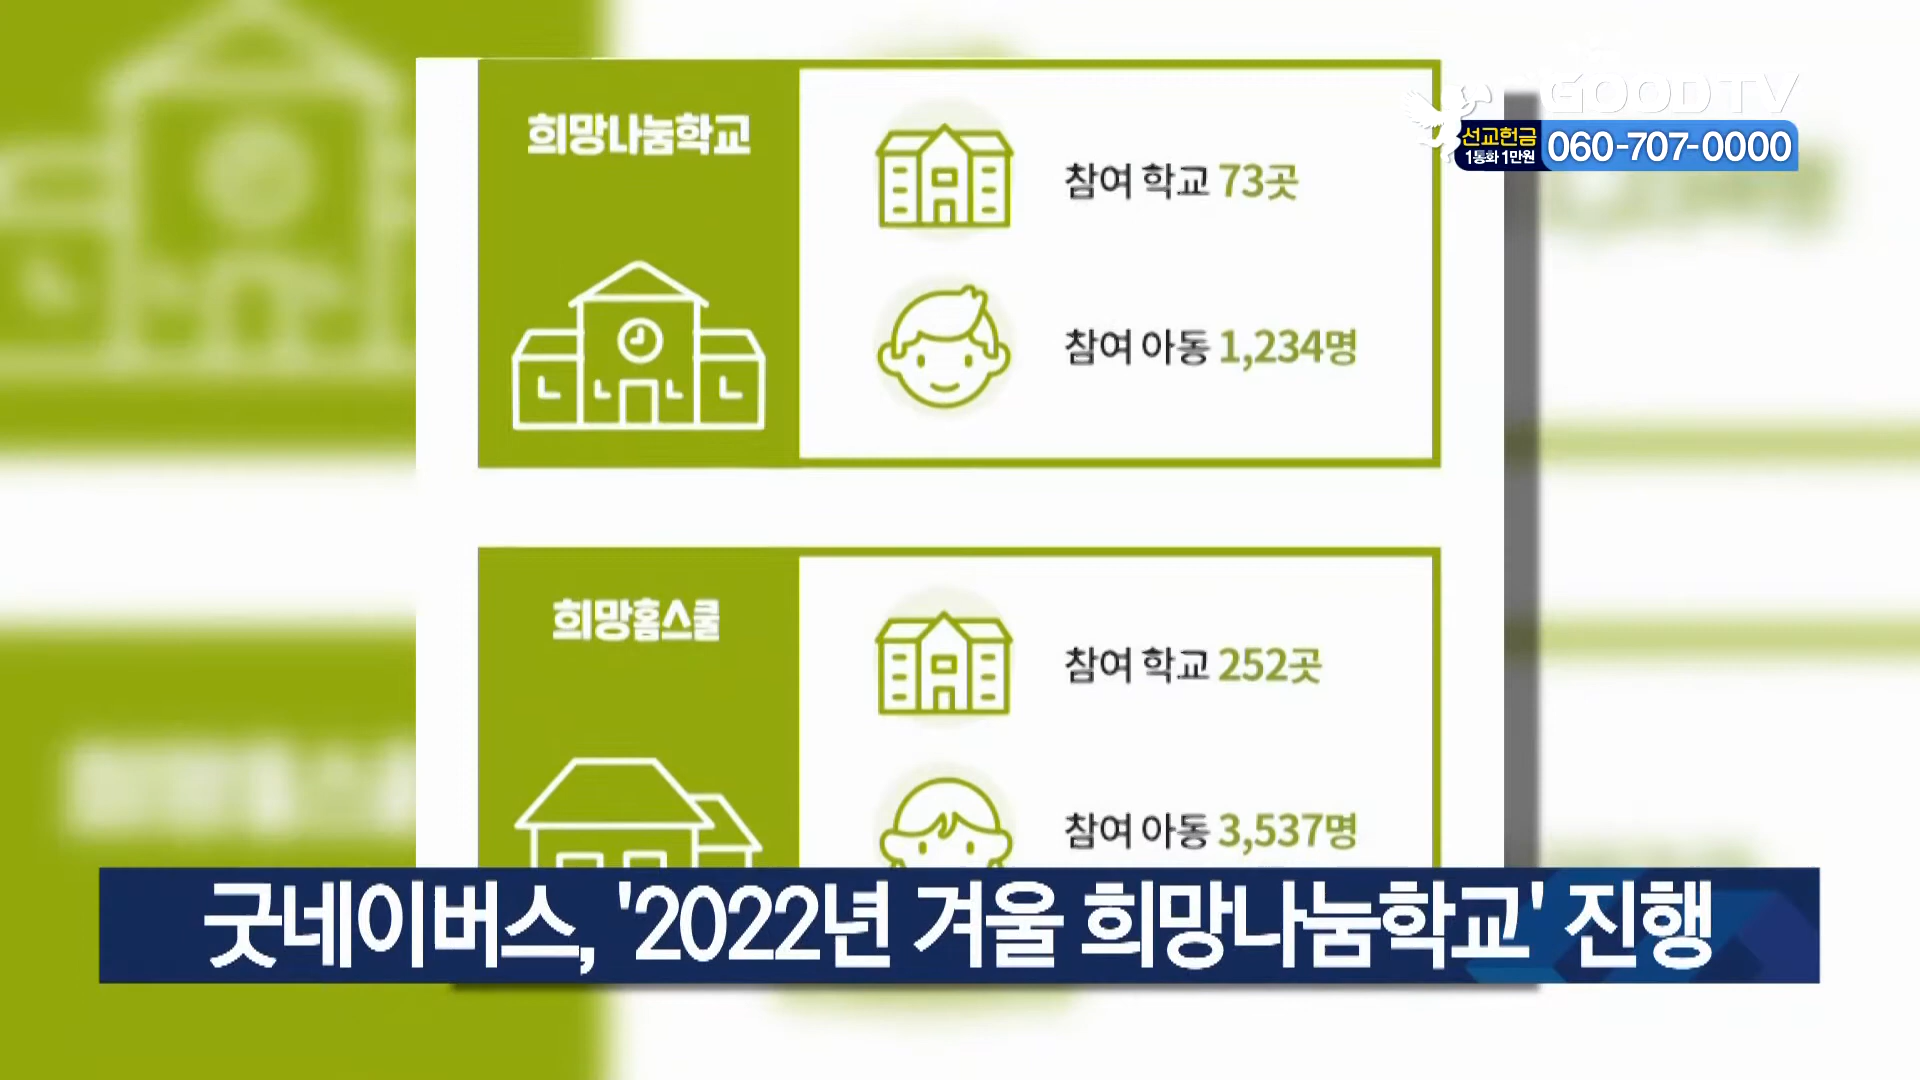 GOODTV
선교헌금
1통화 1만원
060-707-0000
희망나눔학교
참여 학교 73곳
참여 아동 1,234명
희망홈스쿨
참여 학교 252곳
참여 아동 3,537명
굿네이버스, '2022년 겨울 희망나눔학교' 진행